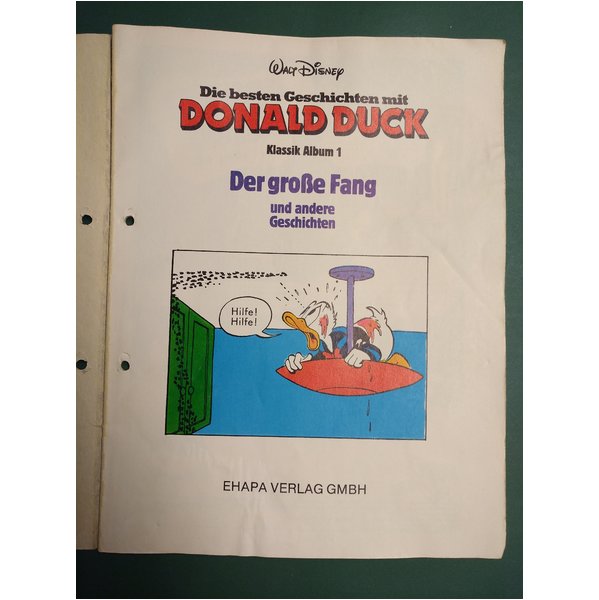 Walt Disney
Die besten Geschichten mit
DONALD DUCK
Klassik Album 1
Der große Fang
und andere
Geschichten
Hilfe!
Hilfe!
EHAPA VERLAG GMBH